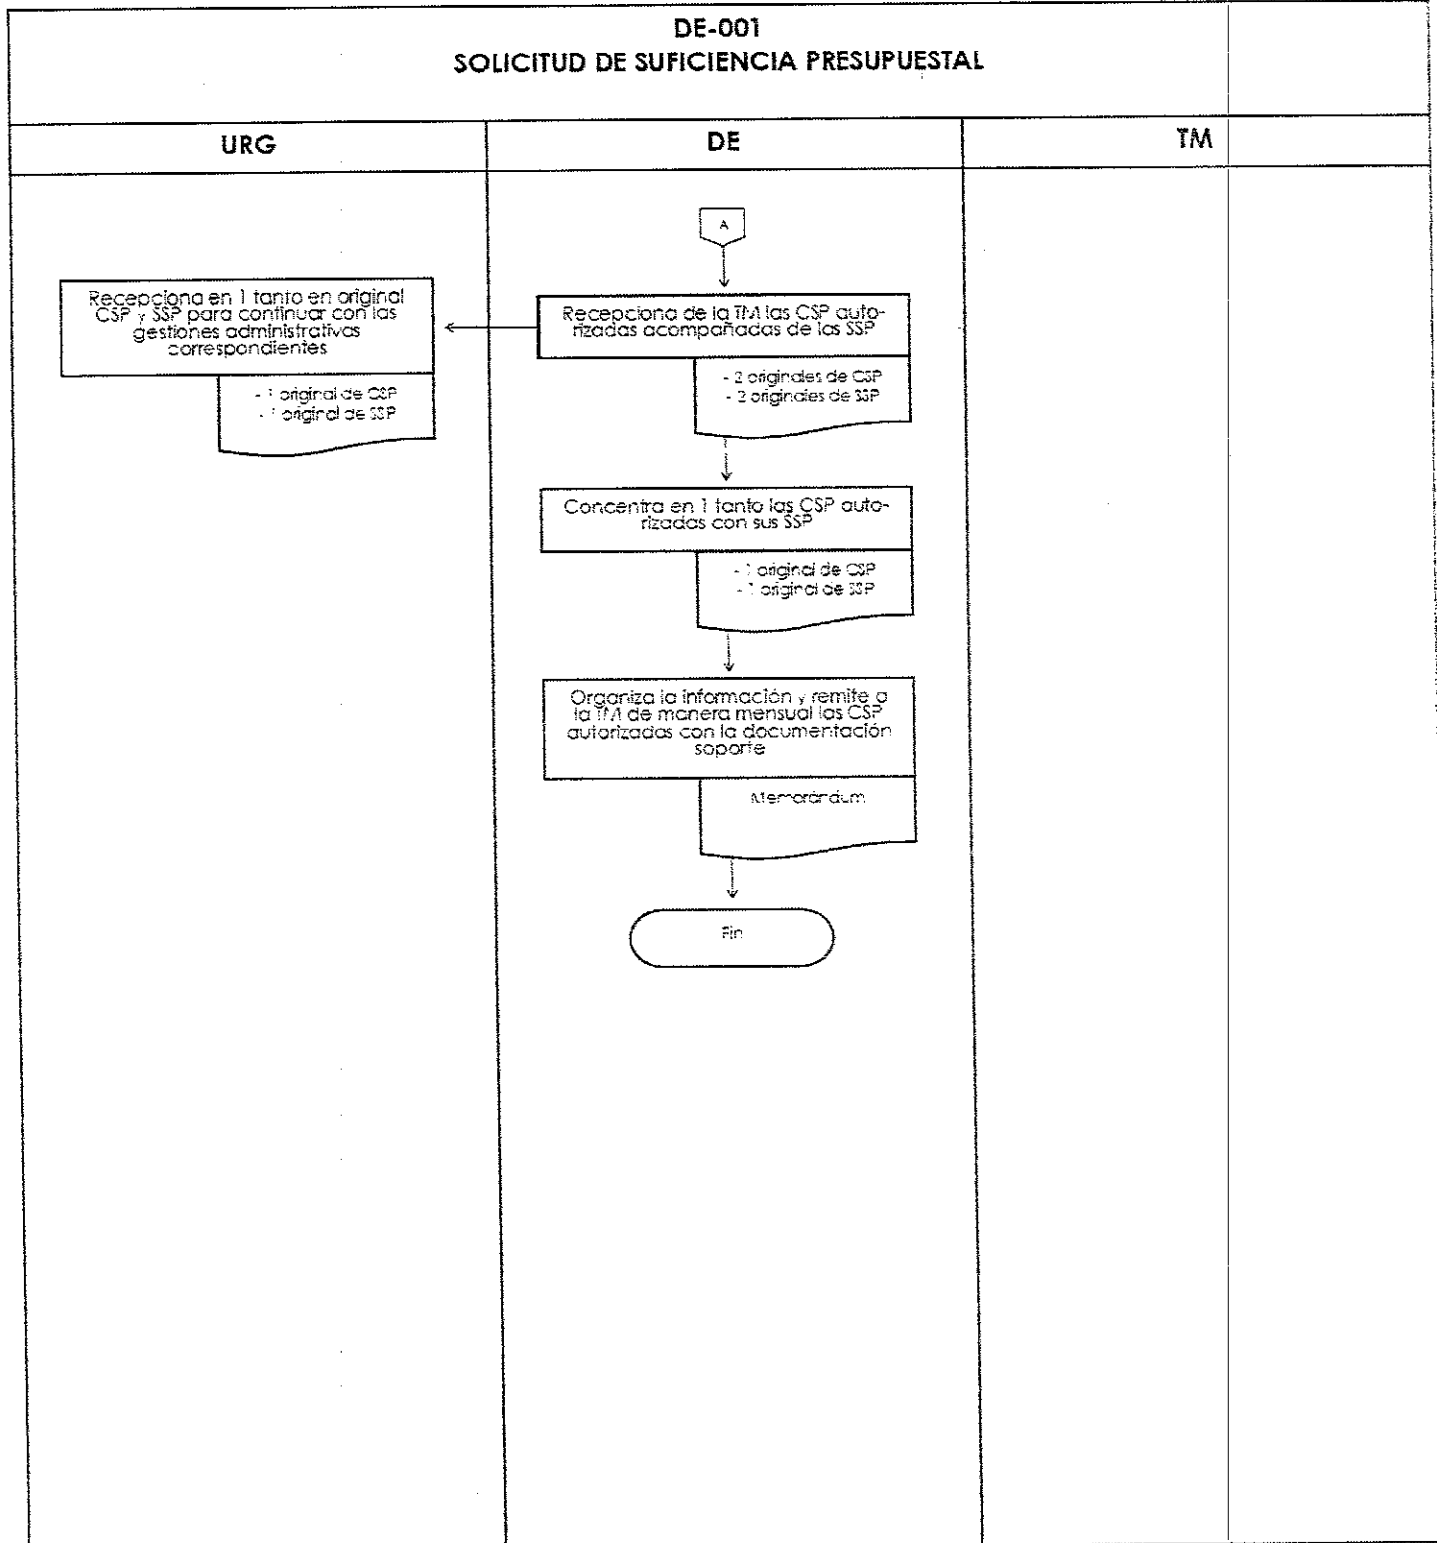 DE-001
SOLICITUD DE SUFICIENCIA PRESUPUESTAL
URG
DE
TM
A
Recepciona en 1 tanto en original
CSP y SSP para continuar con las
gestiones administrativas
correspondientes
- 1 original de CSP
- 1 original de SSP
Recepciona de la TM las CSP auto-
rizadas acompañadas de las SSP
- 2 originales de CSP
- 2 originales de SSP
Concentra en 1 tanto las CSP auto-
rizadas con sus SSP
- 1 original de CSP
- 1 original de SSP
Organiza la información y remite a
la TM de manera mensual las CSP
autorizadas con la documentación
soporte
Memorándum
Fin